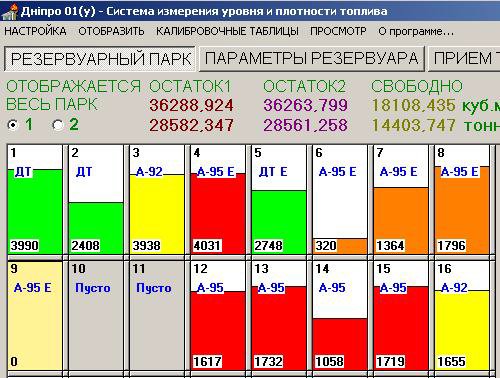 Дніпро 01(у) - Система измерения уровня и плотности топлива
НАСТРОЙКА ОТОБРАЗИТЬ КАЛИБРОВОЧНЫЕ ТАБЛИЦЫ ПРОСМОТР О программе...
РЕЗЕРВУАРНЫЙ ПАРК ПАРАМЕТРЫ РЕЗЕРВУАРА ПРИЕМ Т
ОТОБРАЖАЕТСЯ ОСТАТОК1 ОСТАТОК2 СВОБОДНО
ВЕСЬ ПАРК 36288,924 36263,799 18108,435 куб.м
1 2 28582,347 28561,258 14403,747 тонн
1 2 3 4 5 6 7 8
ДТ ДТ А-92 А-95 Е ДТ Е А-95 Е А-95 Е А-95 Е
3990 2408 3938 4031 2748 320 1364 1796
9 10 11 12 13 14 15 16
А-95 Е Пусто Пусто А-95 А-95 А-95 А-95 А-92
0 1617 1732 1058 1719 1655